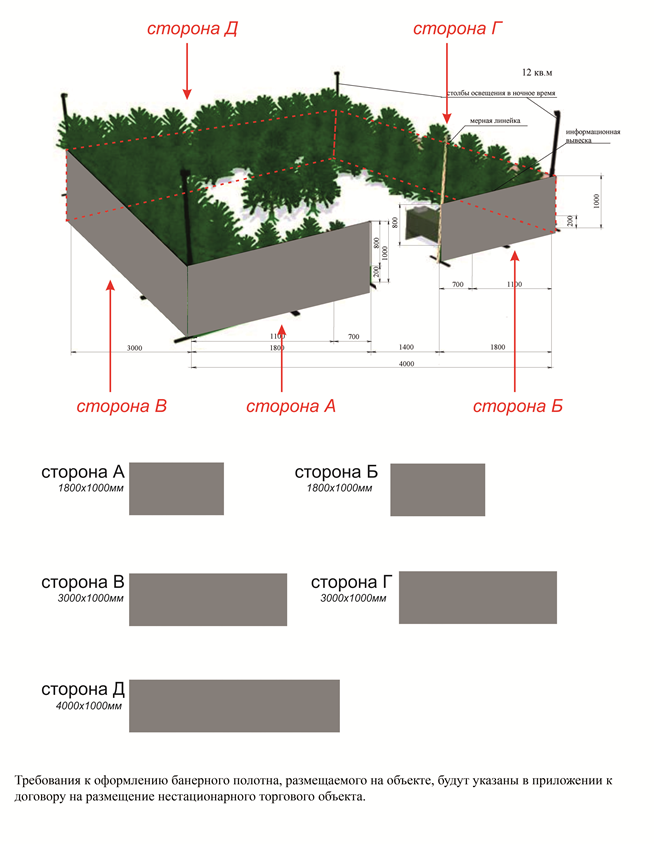 сторона Д
сторона Г
12 кв.м
столбы освещения в ночное время
мерная линейка
информационная
вывеска
800
1000
200
800
1000
200
700
1100
1100
700
3000
1800
1400
1800
4000
сторона В
сторона А
сторона Б
сторона А
1800х1000мм
сторона Б
1800х1000мм
сторона В
3000х1000мм
сторона Г
3000х1000мм
сторона Д
4000х1000мм
Требования к оформлению банерного полотна, размещаемого на объекте, будут указаны в приложении к
договору на размещение нестационарного торгового объекта.